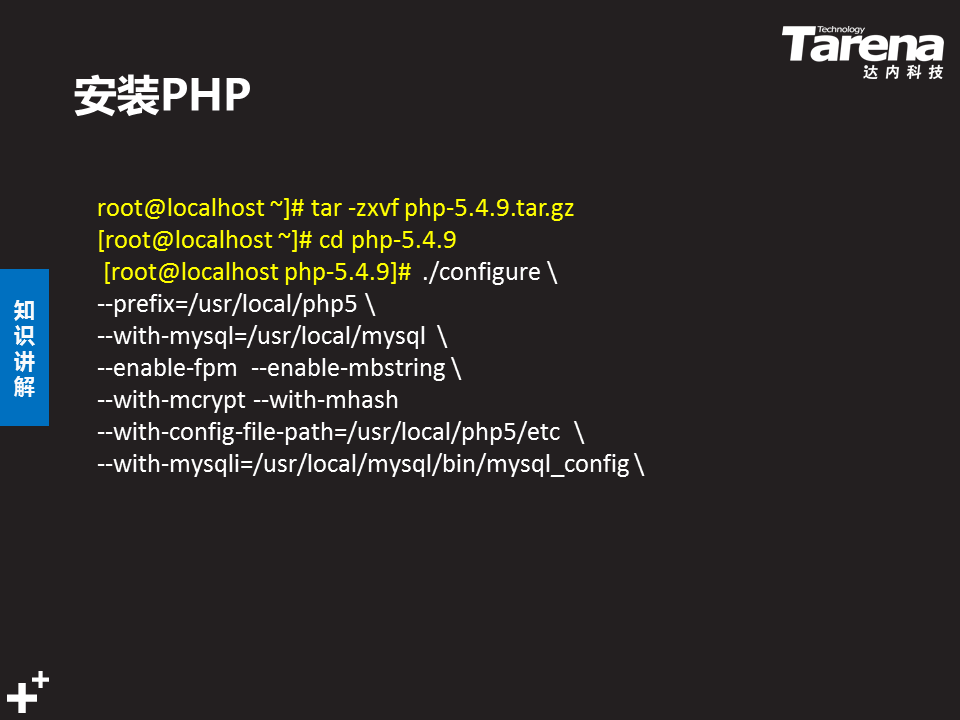 Technology
Tarena
达内科技
安装PHP
root@localhost ~]# tar -zxvf php-5.4.9.tar.gz
[root@localhost ~]# cd php-5.4.9
[root@localhost php-5.4.9]#  ./configure \
--prefix=/usr/local/php5 \
--with-mysql=/usr/local/mysql  \
--enable-fpm  --enable-mbstring \
--with-mcrypt --with-mhash
--with-config-file-path=/usr/local/php5/etc  \
--with-mysqli=/usr/local/mysql/bin/mysql_config \
知
识
讲
解